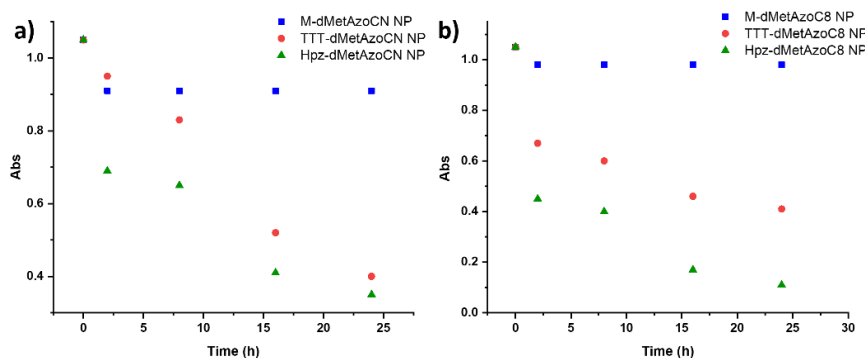 a)
M-dMetAzoCN NP
TTT-dMetAzoCN NP
Hpz-dMetAzoCN NP
1.0
0.8
0.6
0.4
Abs
0 5 10 15 20 25
Time (h)
b)
M-dMetAzoC8 NP
TTT-dMetAzoC8 NP
Hpz-dMetAzoC8 NP
1.0
0.8
0.6
0.4
0.2
0.0
Abs
0 5 10 15 20 25 30
Time (h)